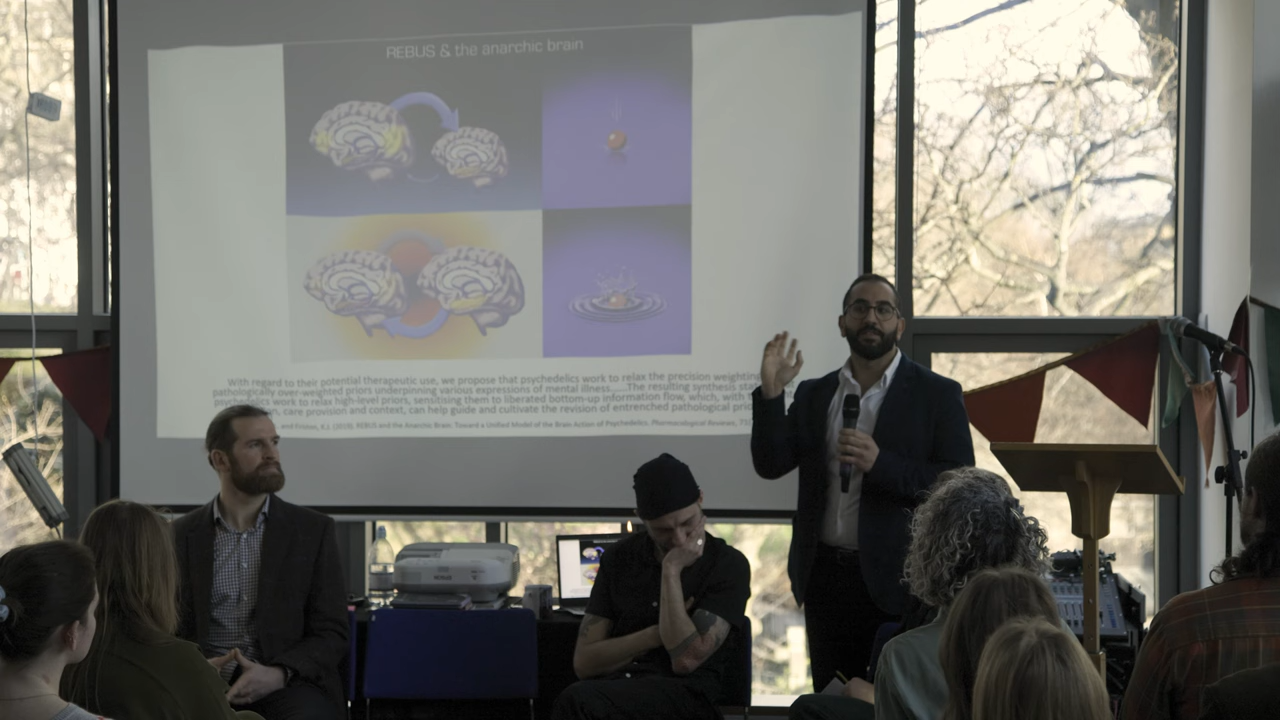 REBUS & the anarchic brain
With regard to their potential therapeutic use, we propose that psychedelics work to relax the precision weighting
pathologically over-weighted priors underpinning various expressions of mental illness......The resulting synthesis
psychedelics work to relax high-level priors, sensitising them to liberated bottom-up information flow, which, with
care provision and context, can help guide and cultivate the revision of entrenched pathological
and Friston, K.J. (2019). REBUS and the Anarchic Brain: Toward a Unified Model of the Brain Action of Psychedelics. Pharmacological Reviews,
EPSON